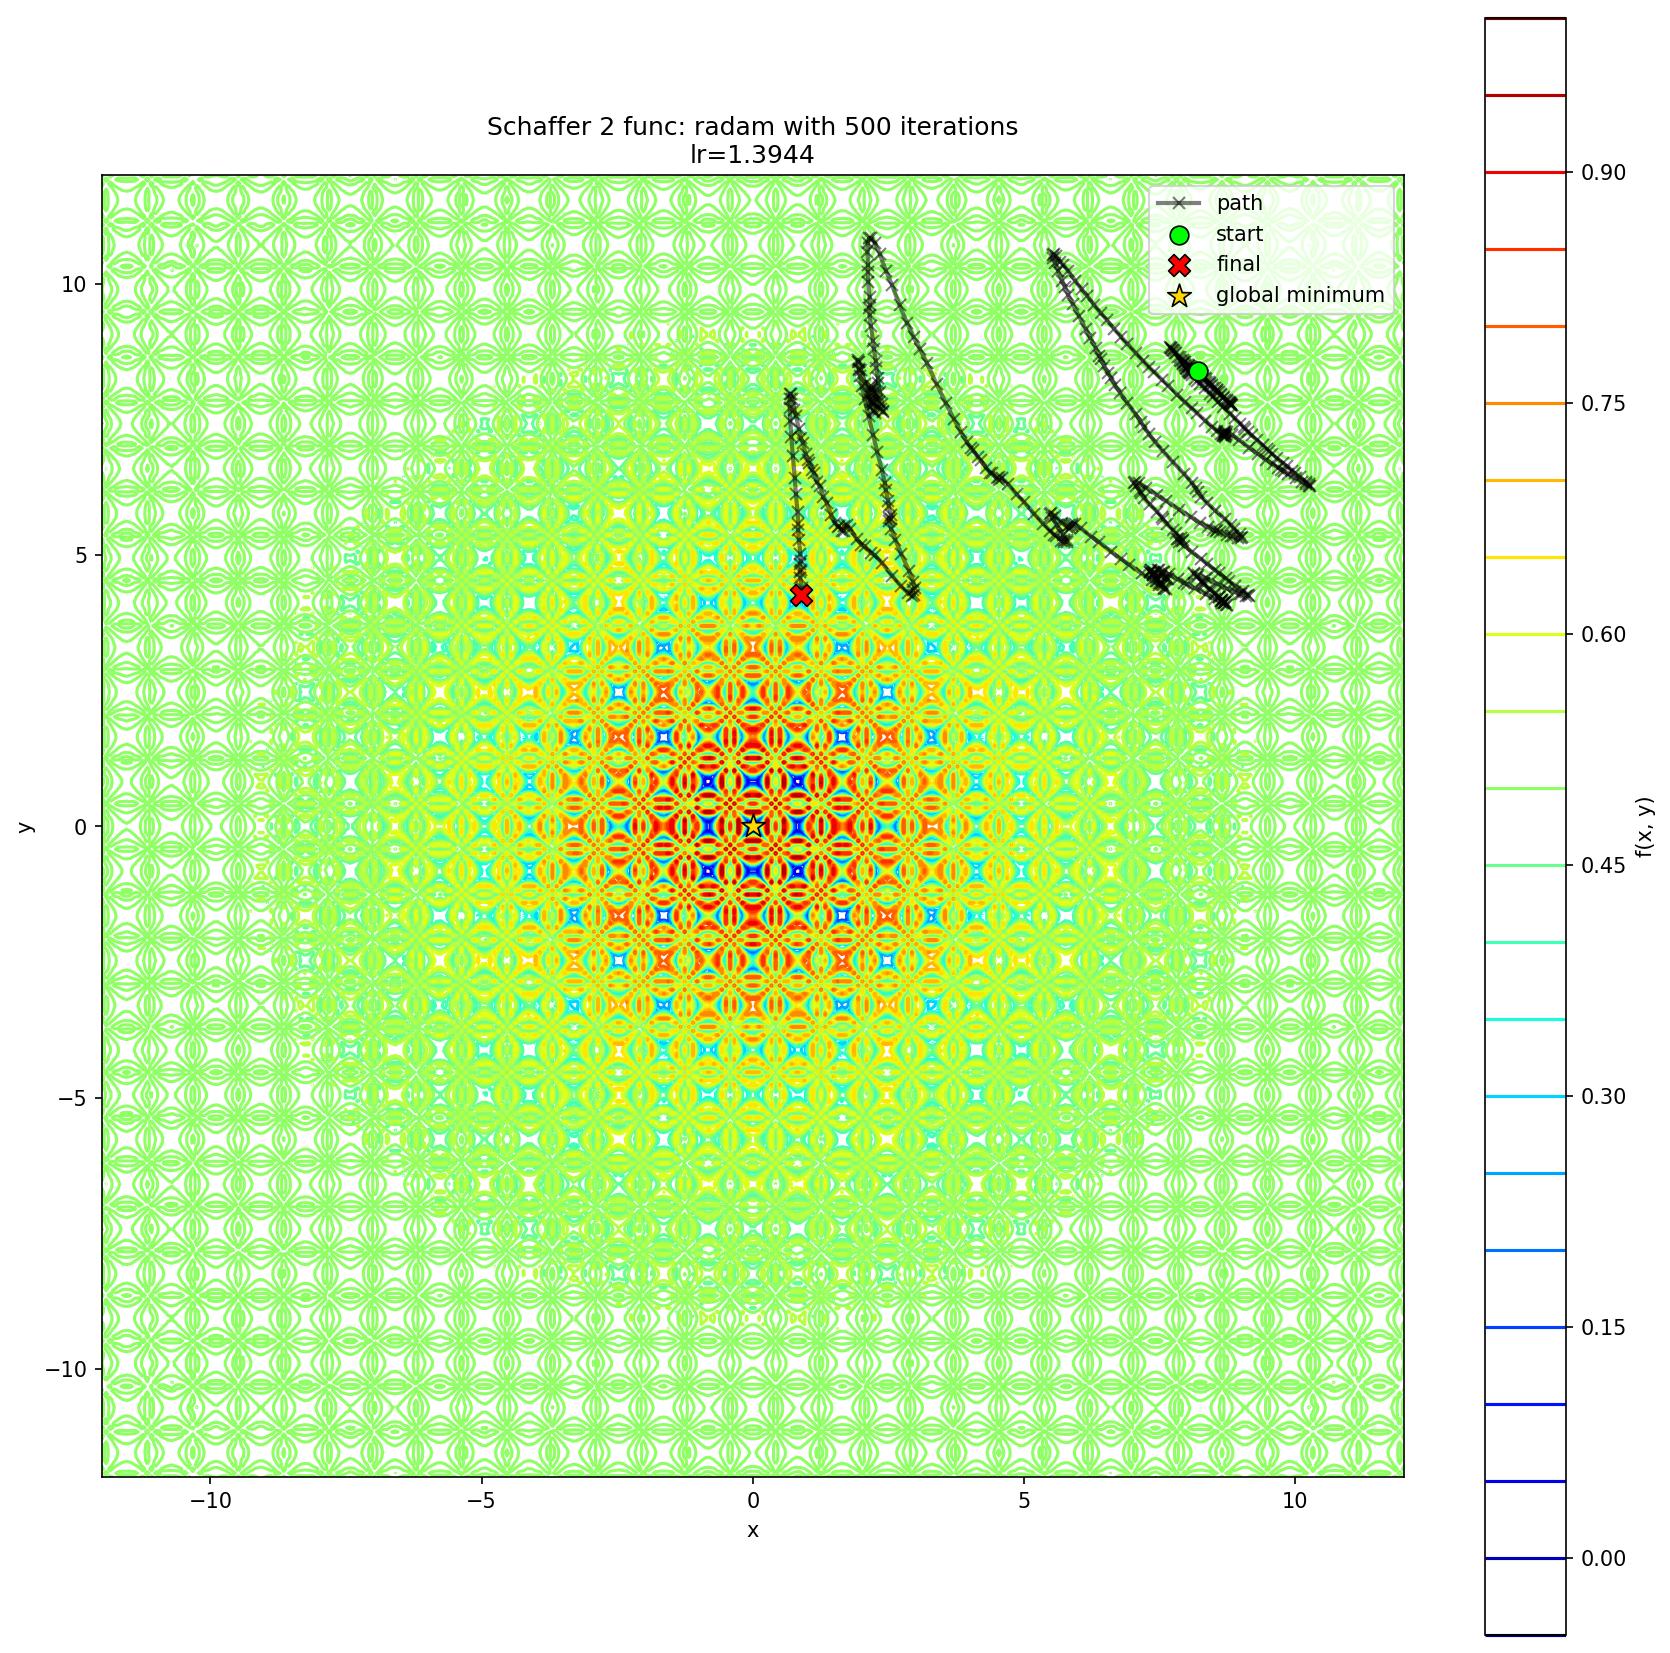 Schaffer 2 func: radam with 500 iterations
lr=1.3944
path
start
final
global minimum
10
5
0
−5
−10
y
−10
−5
0
5
10
x
0.90
0.75
0.60
0.45
0.30
0.15
0.00
f(x, y)